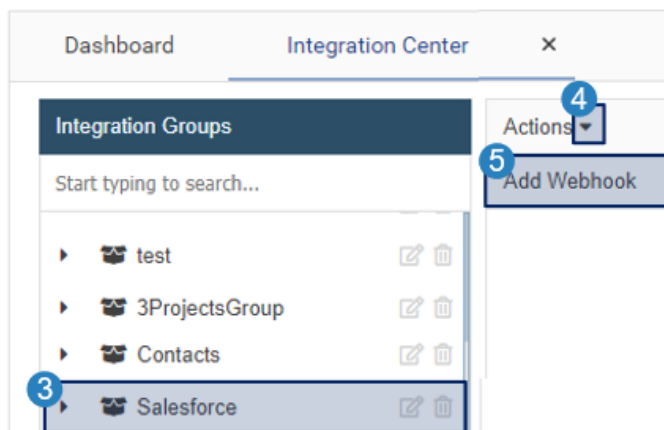 Dashboard Integration Center ×
4
Integration Groups Actions
5
Start typing to search... Add Webhook
test
3ProjectsGroup
Contacts
3
Salesforce